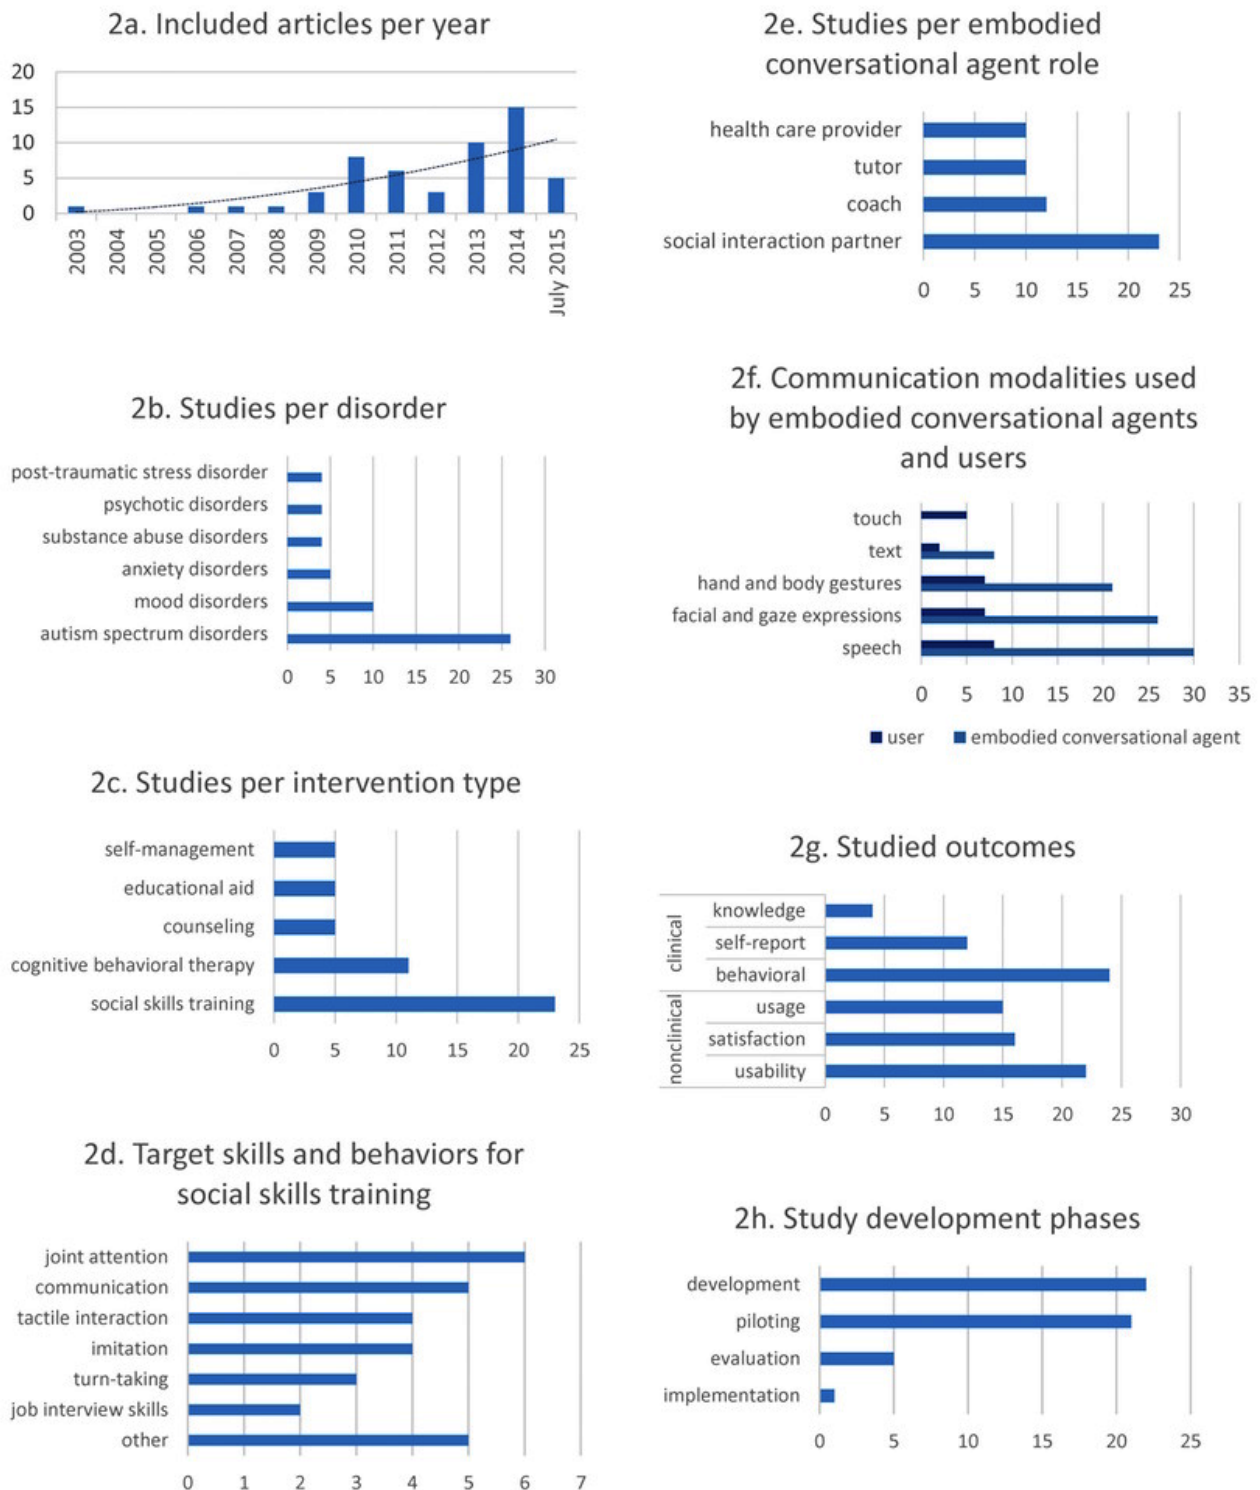 2a. Included articles per year
20
15
10
5
0
2003
2004
2005
2006
2007
2008
2009
2010
2011
2012
2013
2014
July 2015
2b. Studies per disorder
post-traumatic stress disorder
psychotic disorders
substance abuse disorders
anxiety disorders
mood disorders
autism spectrum disorders
0 5 10 15 20 25 30
2c. Studies per intervention type
self-management
educational aid
counseling
cognitive behavioral therapy
social skills training
0 5 10 15 20 25
2d. Target skills and behaviors for
social skills training
joint attention
communication
tactile interaction
imitation
turn-taking
job interview skills
other
0 1 2 3 4 5 6 7
2e. Studies per embodied
conversational agent role
health care provider
tutor
coach
social interaction partner
0 5 10 15 20 25
2f. Communication modalities used
by embodied conversational agents
and users
touch
text
hand and body gestures
facial and gaze expressions
speech
0 5 10 15 20 25 30 35
user embodied conversational agent
2g. Studied outcomes
clinical
knowledge
self-report
behavioral
nonclinical
usage
satisfaction
usability
0 5 10 15 20 25 30
2h. Study development phases
development
piloting
evaluation
implementation
0 5 10 15 20 25